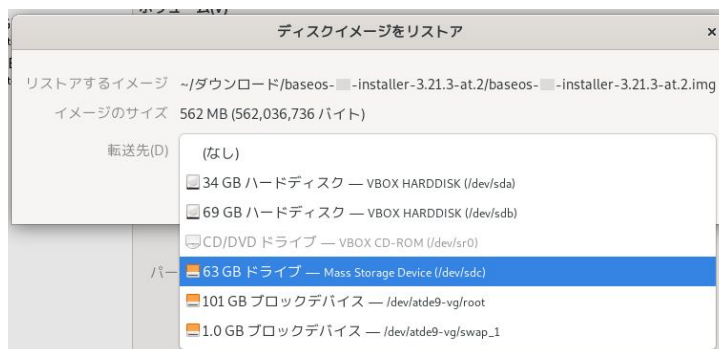 ディスクイメージをリストア
リストアするイメージ ~/ダウンロード/baseos- -installer-3.21.3-at.2/baseos- -installer-3.21.3-at.2.img
イメージのサイズ 562 MB (562,036,736 バイト)
転送先(D) (なし)
34 GB ハードディスク — VBOX HARDDISK (/dev/sda)
69 GB ハードディスク — VBOX HARDDISK (/dev/sdb)
CD/DVD ドライブ — VBOX CD-ROM (/dev/sr0)
パー 63 GB ドライブ — Mass Storage Device (/dev/sdc)
101 GB ブロックデバイス — /dev/atde9-vg/root
1.0 GB ブロックデバイス — /dev/atde9-vg/swap_1